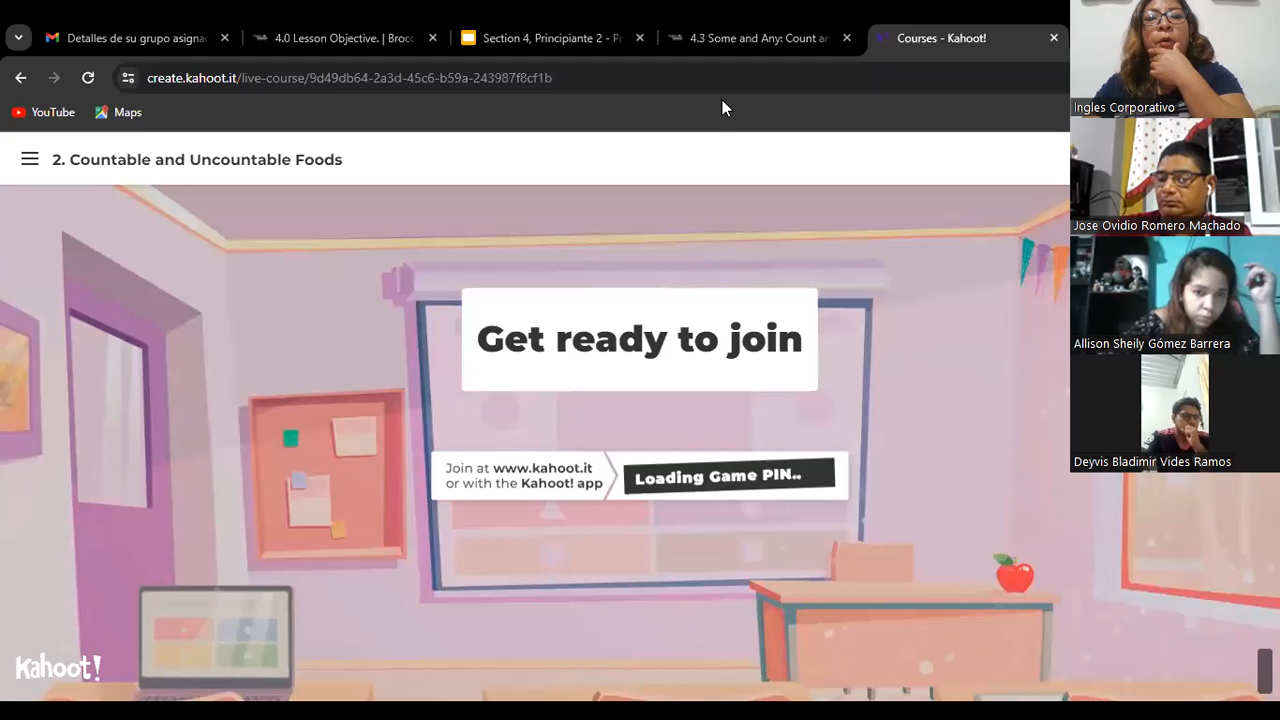 Detalles de su grupo asigna
4.0 Lesson Objective. | Broc
Section 4, Principiante 2 - Pr
4.3 Some and Any: Count ar
Courses - Kahoot!
create.kahoot.it/live-course/9d49db64-2a3d-45c6-b59a-243987f8cf1b
YouTube
Maps
2. Countable and Uncountable Foods
Get ready to join
Join at www.kahoot.it
or with the Kahoot! app
Loading Game PIN..
Kahoot!
Ingles Corporativo
Jose Ovidio Romero Machado
Allison Sheily Gómez Barrera
Deyvis Bladimir Vides Ramos